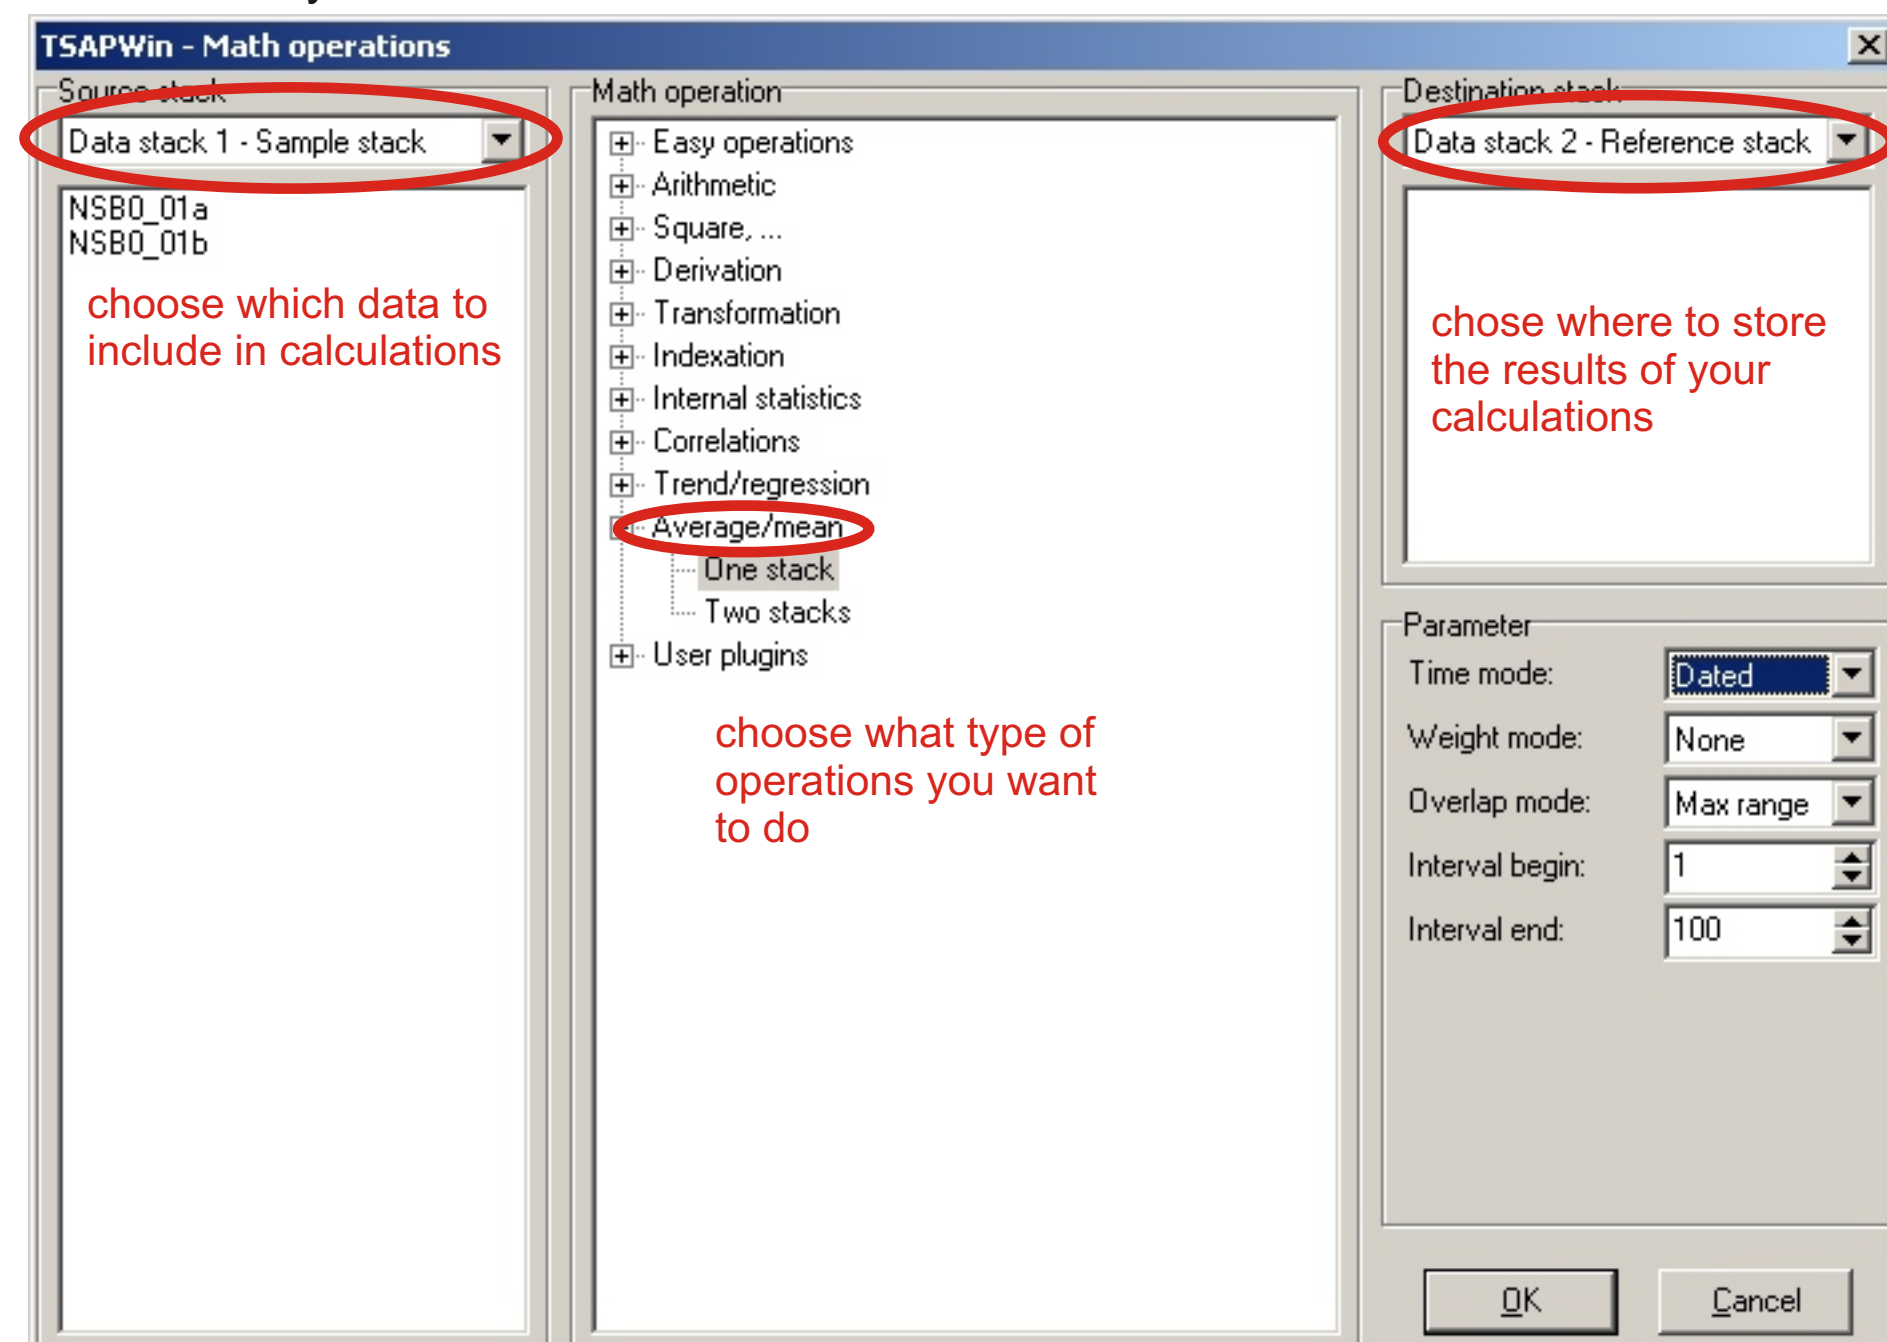 TSAPWin - Math operations
Source stack
Data stack 1 - Sample stack
NSB0_01a
NSB0_01b
choose which data to
include in calculations
Math operation
Easy operations
Arithmetic
Square, ...
Derivation
Transformation
Indexation
Internal statistics
Correlations
Trend/regression
Average/mean
One stack
Two stacks
User plugins
choose what type of
operations you want
to do
Destination stack
Data stack 2 - Reference stack
chose where to store
the results of your
calculations
Parameter
Time mode: Dated
Weight mode: None
Overlap mode: Max range
Interval begin: 1
Interval end: 100
OK Cancel